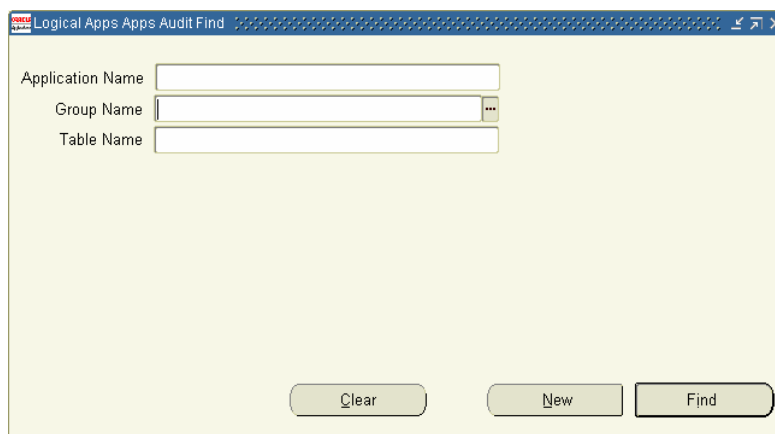 Logical Apps Apps Audit Find
Application Name
Group Name
Table Name
Clear New Find